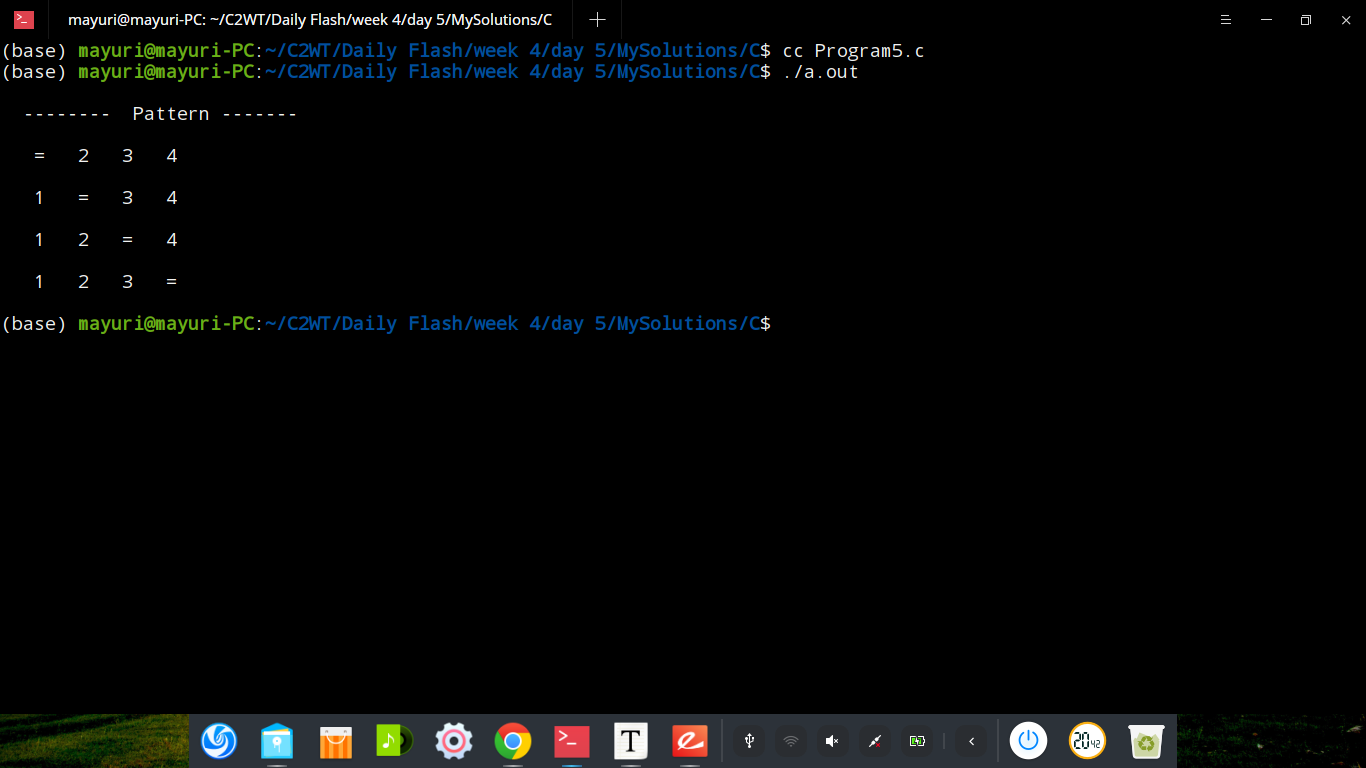 mayuri@mayuri-PC: ~/C2WT/Daily Flash/week 4/day 5/MySolutions/C
(base) mayuri@mayuri-PC:~/C2WT/Daily Flash/week 4/day 5/MySolutions/C$ cc Program5.c
(base) mayuri@mayuri-PC:~/C2WT/Daily Flash/week 4/day 5/MySolutions/C$ ./a.out
-------- Pattern -------
= 2 3 4
1 = 3 4
1 2 = 4
1 2 3 =
(base) mayuri@mayuri-PC:~/C2WT/Daily Flash/week 4/day 5/MySolutions/C$
T
20 42